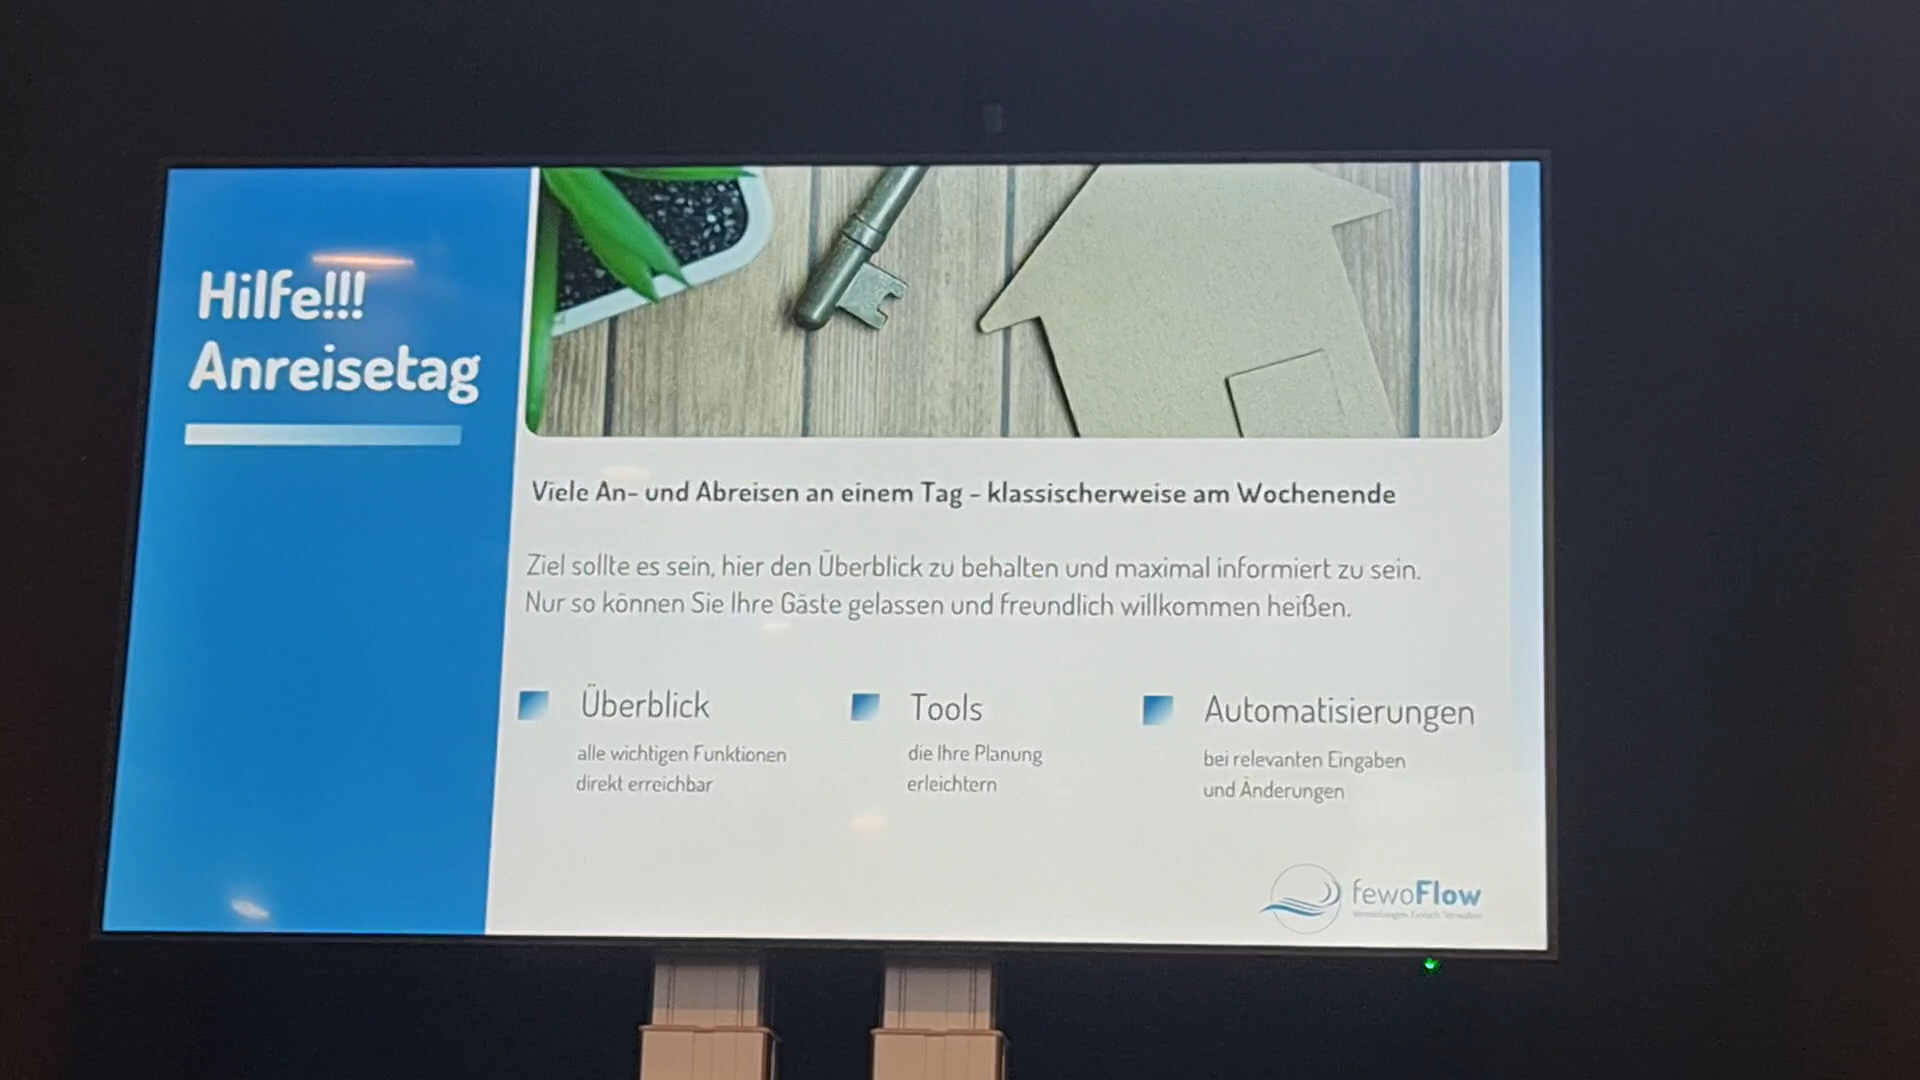 Hilfe!!!
Anreisetag
Viele An- und Abreisen an einem Tag - klassischerweise am Wochenende
Ziel sollte es sein, hier den Überblick zu behalten und maximal informiert zu sein.
Nur so können Sie Ihre Gäste gelassen und freundlich willkommen heißen.
Überblick
alle wichtigen Funktionen
direkt erreichbar
Tools
die Ihre Planung
erleichtern
Automatisierungen
bei relevanten Eingaben
und Änderungen
fewoFlow